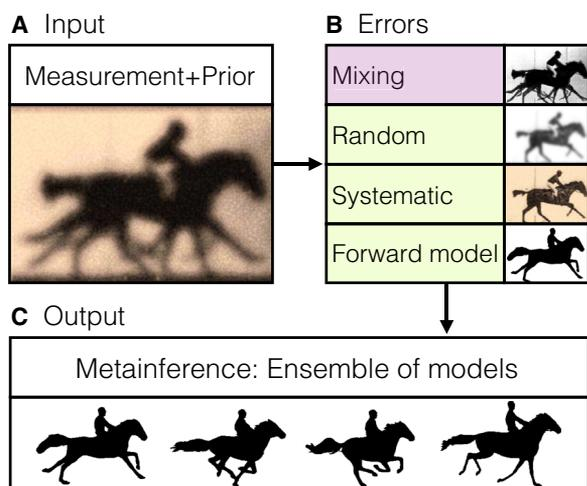 A Input
Measurement+Prior
B Errors
Mixing
Random
Systematic
Forward model
C Output
Metainference: Ensemble of models